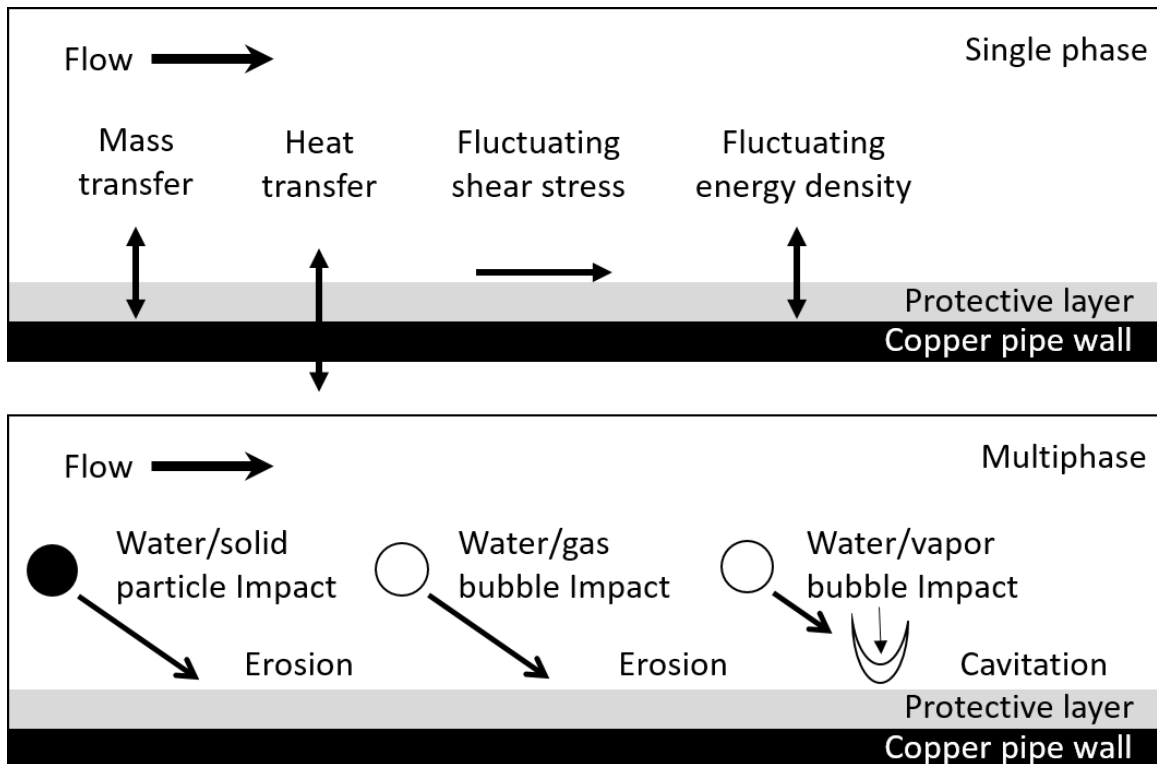 Flow
Single phase
Mass
transfer
Heat
transfer
Fluctuating
shear stress
Fluctuating
energy density
Protective layer
Copper pipe wall
Flow
Multiphase
Water/solid
particle Impact
Water/gas
bubble Impact
Water/vapor
bubble Impact
Erosion
Erosion
Cavitation
Protective layer
Copper pipe wall